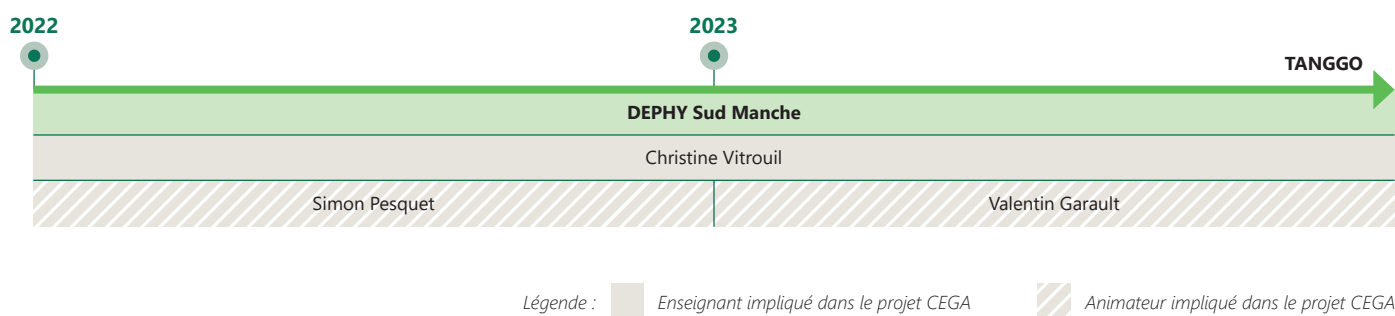 2022
2023
TANGGO
DEPHY Sud Manche
Christine Vitrouil
Simon Pesquet
Valentin Garault
Légende :
Enseignant impliqué dans le projet CEGA
Animateur impliqué dans le projet CEGA